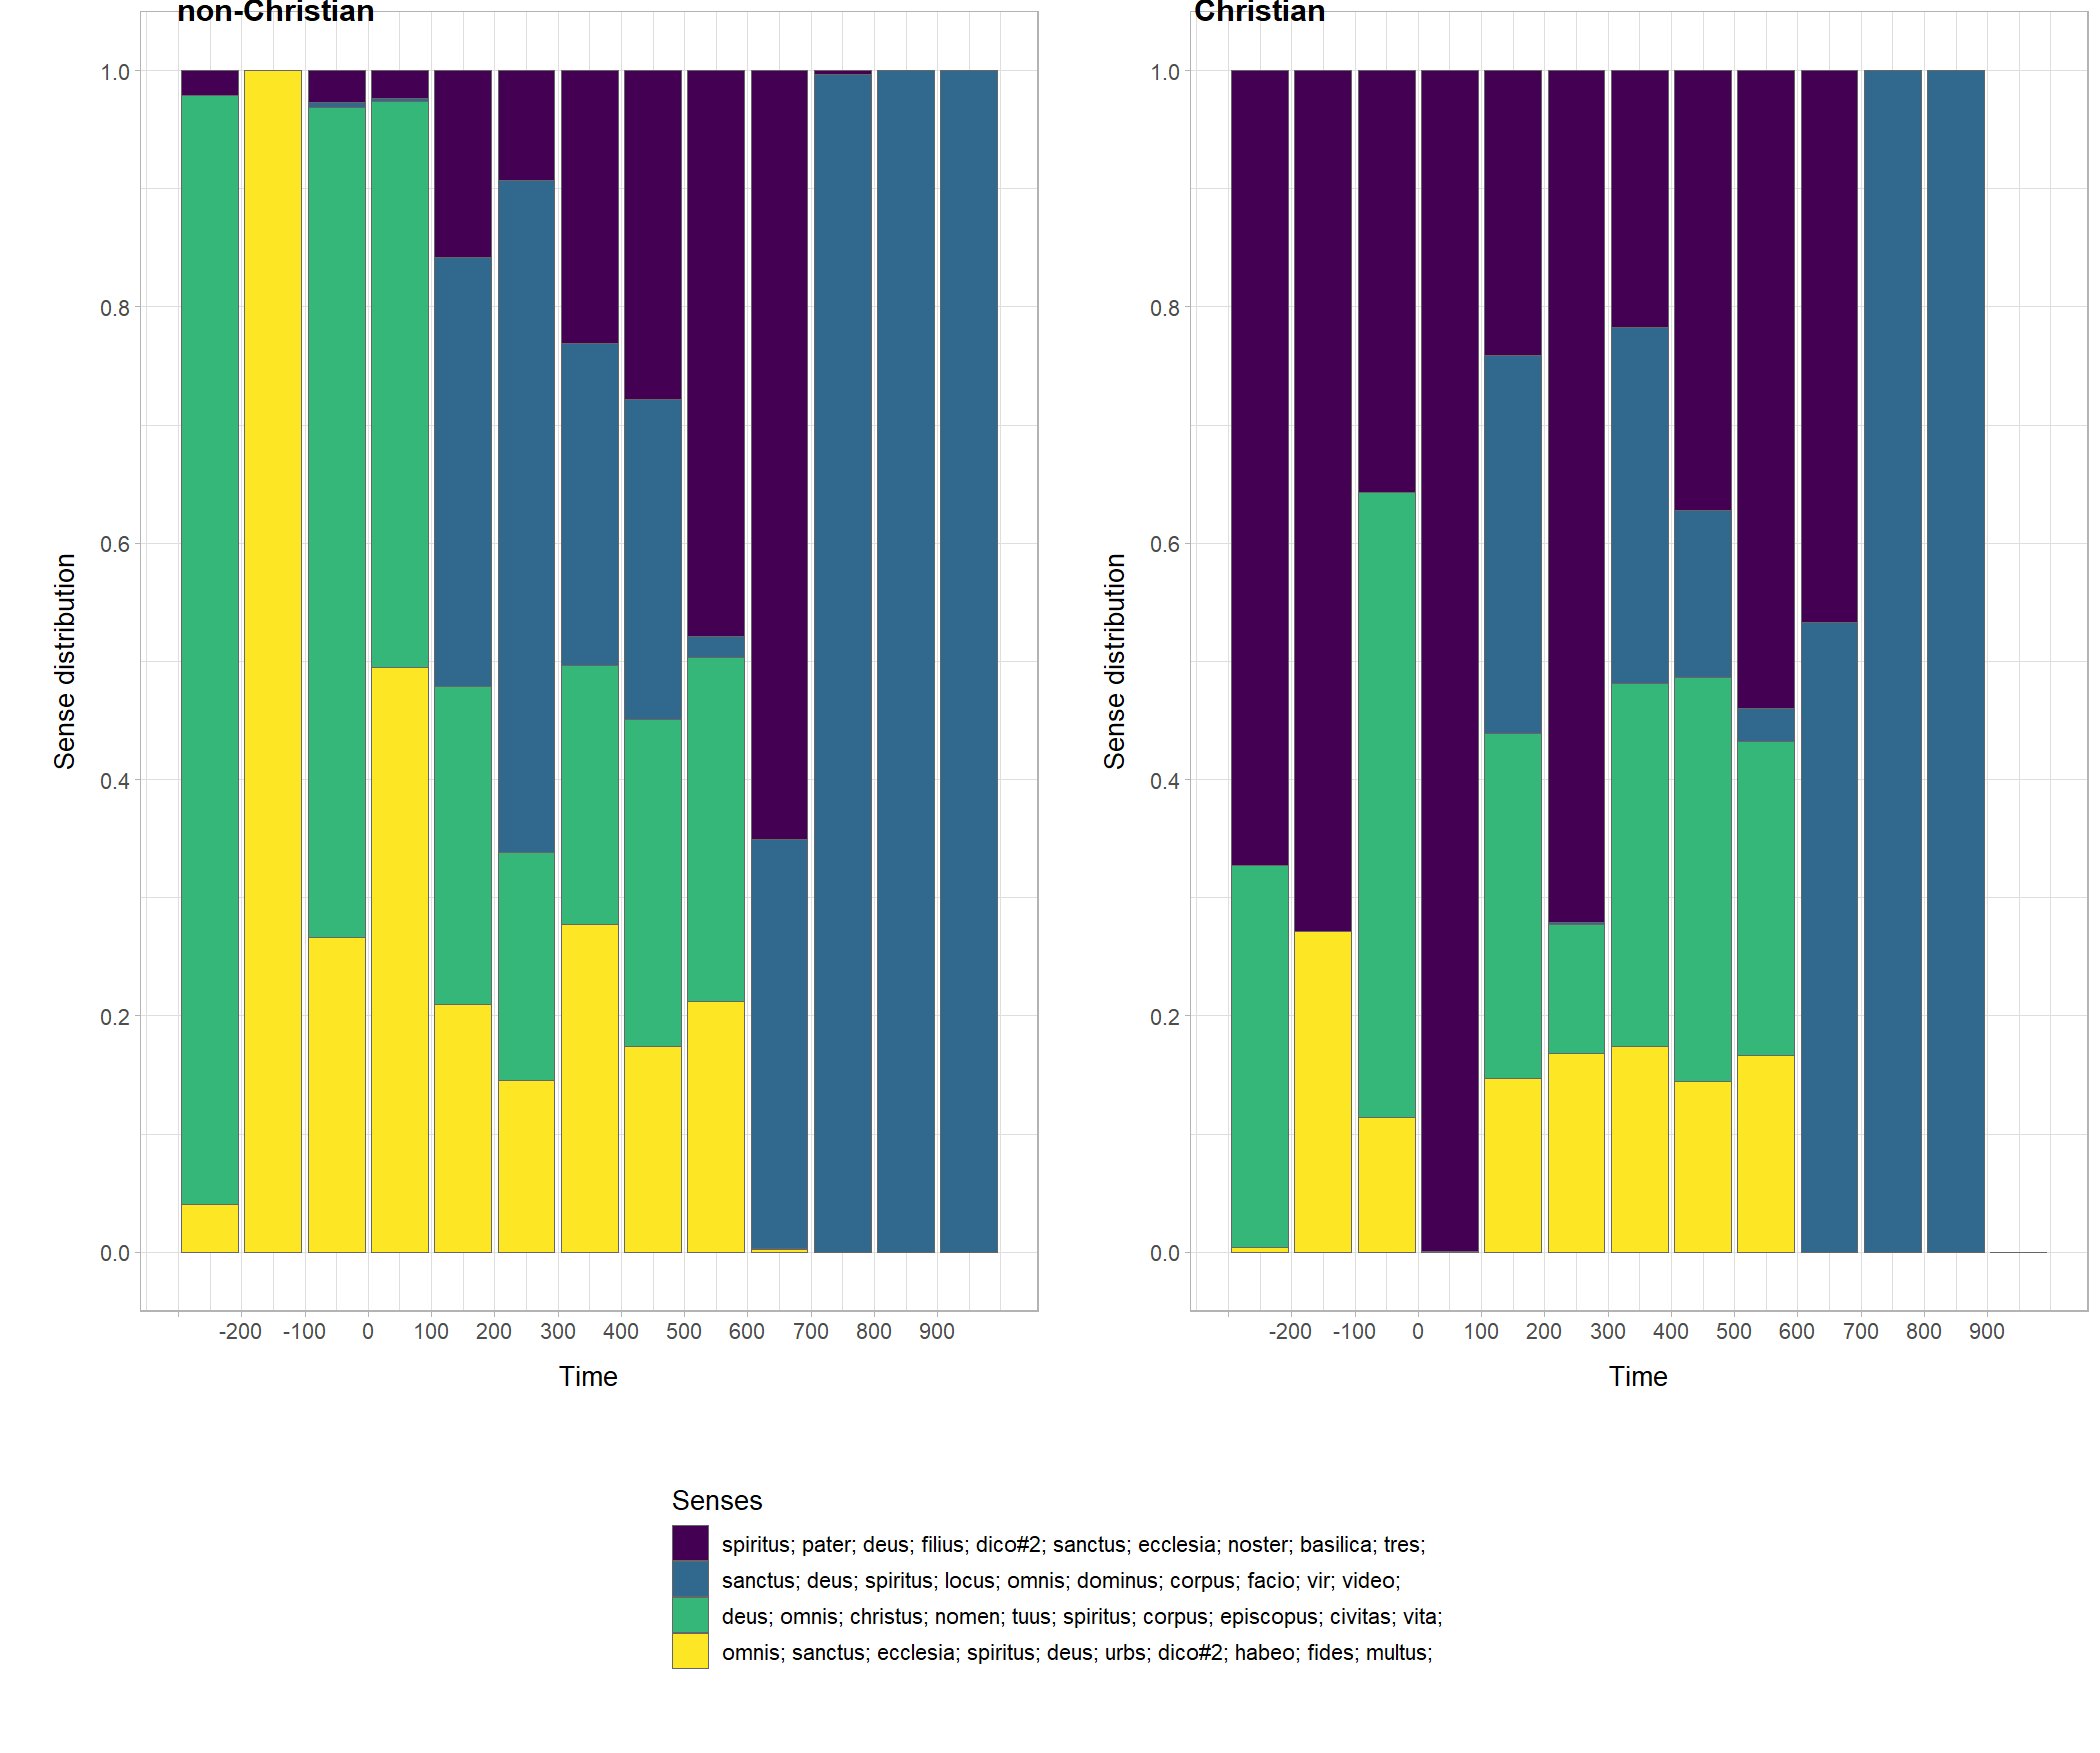 non-Christian
Christian
1.0
0.8
0.6
0.4
0.2
0.0
Sense distribution
-200 -100 0 100 200 300 400 500 600 700 800 900
Time
1.0
0.8
0.6
0.4
0.2
0.0
Sense distribution
-200 -100 0 100 200 300 400 500 600 700 800 900
Time
Senses
spiritus; pater; deus; filius; dico#2; sanctus; ecclesia; noster; basilica; tres;
sanctus; deus; spiritus; locus; omnis; dominus; corpus; facio; vir; video;
deus; omnis; christus; nomen; tuus; spiritus; corpus; episcopus; civitas; vita;
omnis; sanctus; ecclesia; spiritus; deus; urbs; dico#2; habeo; fides; multus;